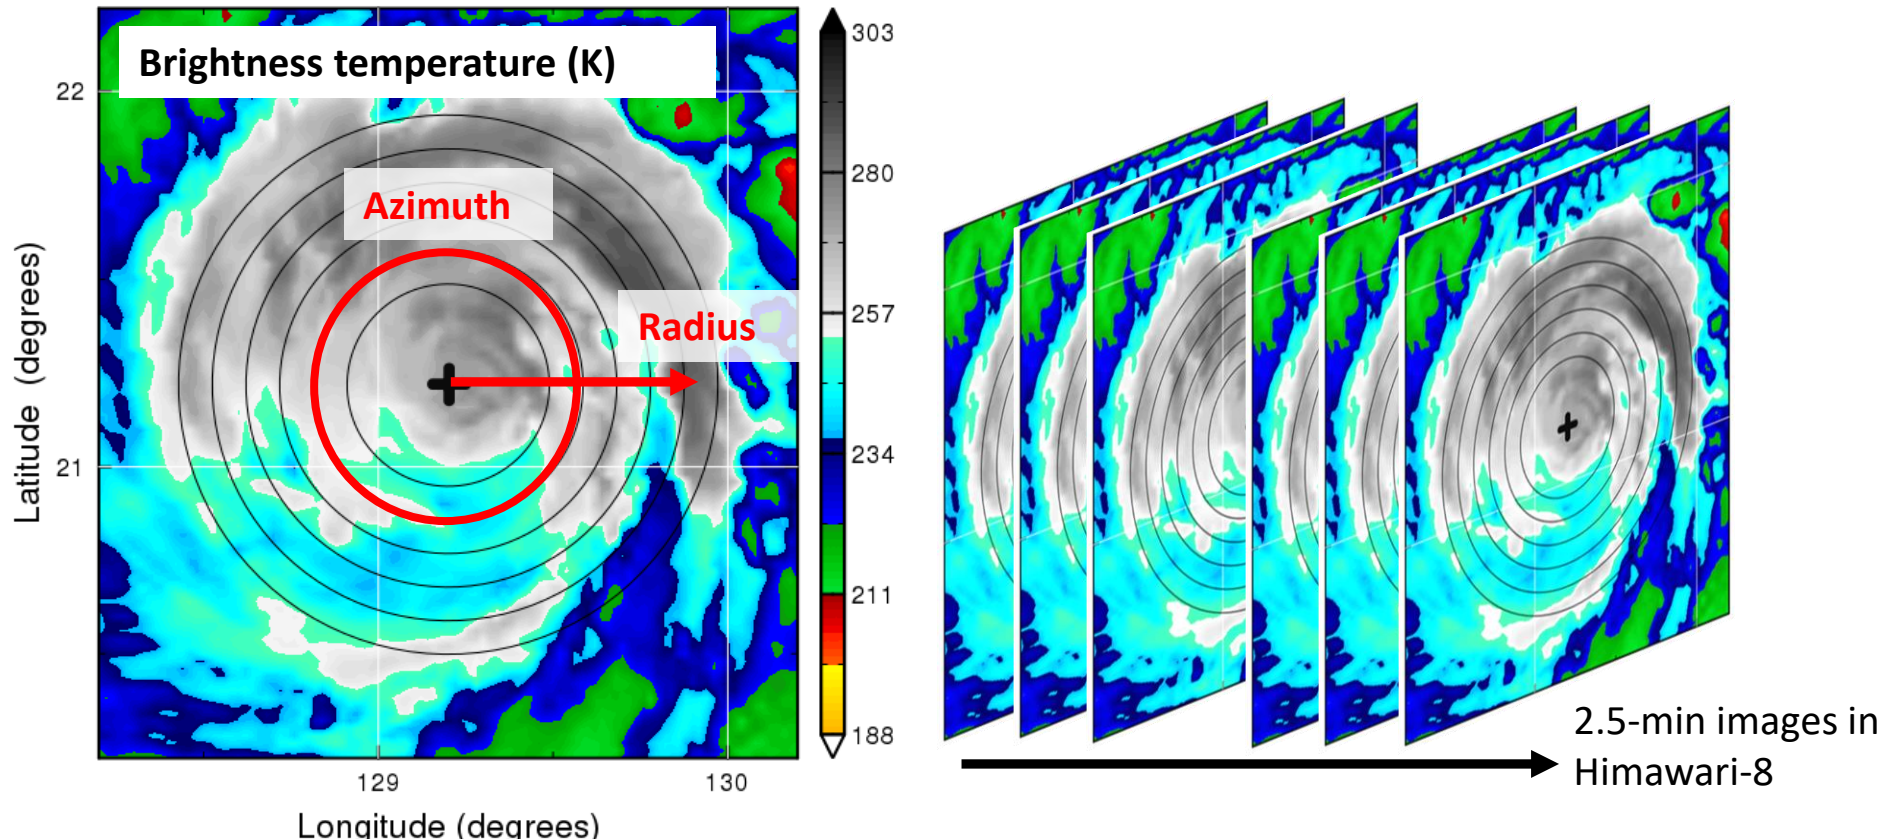 Brightness temperature (K)
303
280
257
234
211
188
22
21
Latitude (degrees)
Azimuth
Radius
129
130
Longitude (degrees)
2.5-min images in
Himawari-8